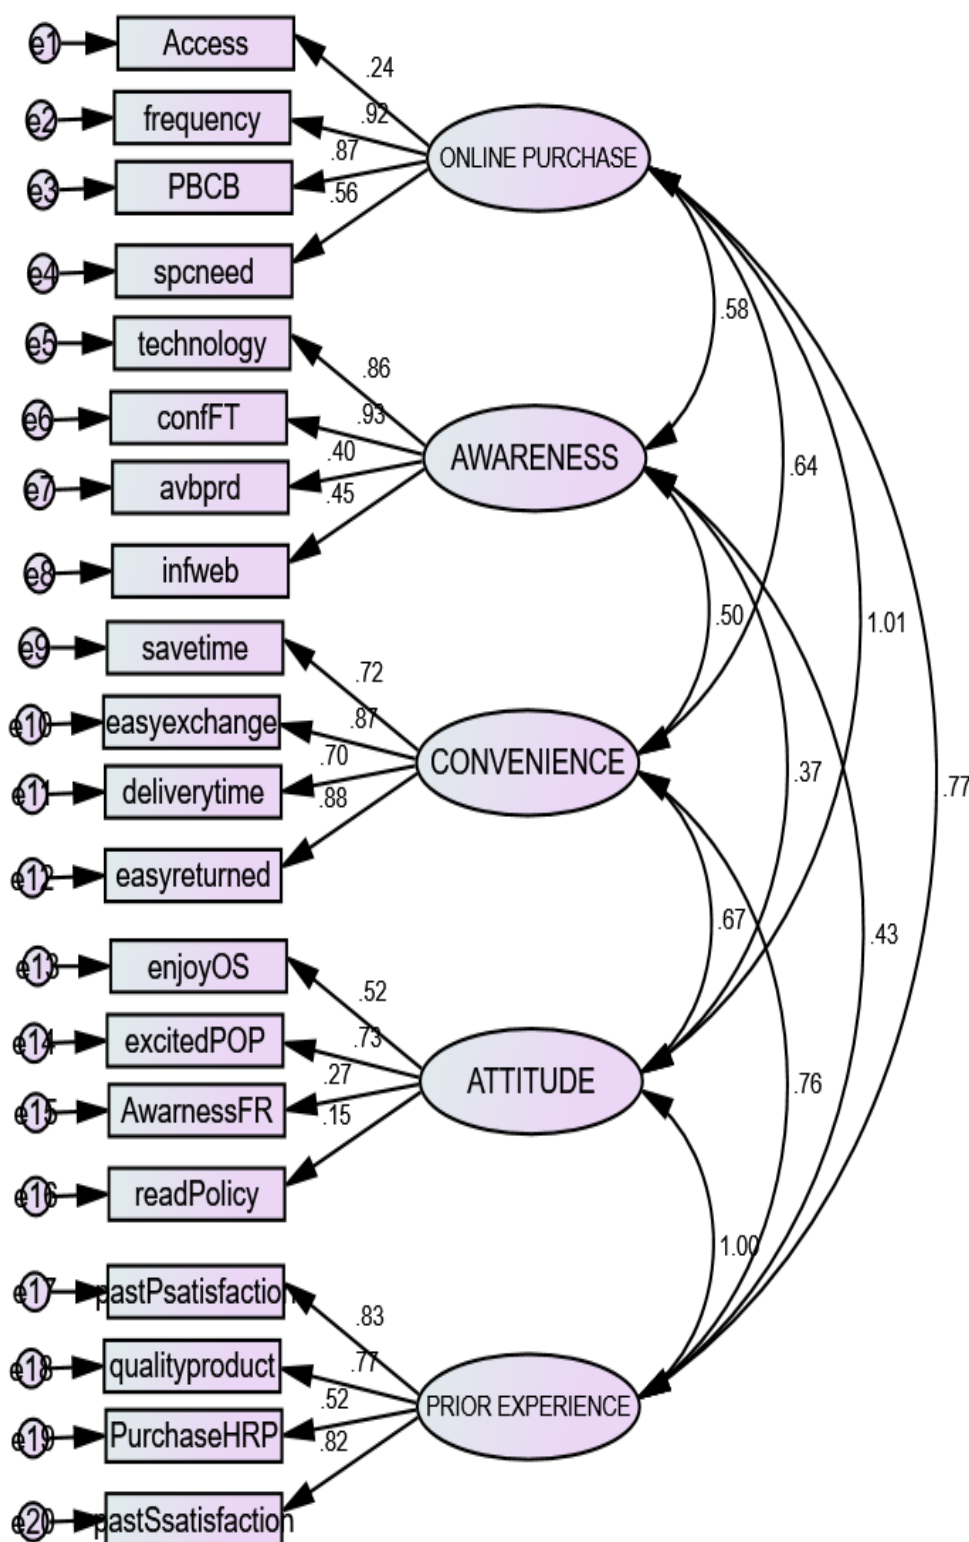 e1
Access
.24
e2
frequency
.92
ONLINE PURCHASE
.87
e3
PBCB
.56
e4
spcneed
.58
e5
technology
.86
e6
confFT
.93
AWARENESS
.40
.64
e7
avbprd
.45
e8
infweb
.50
1.01
e9
savetime
.72
e10
easyexchange
.87
.70
CONVENIENCE
.37
.77
e11
deliverytime
.88
e12
easyreturned
.67
.43
e13
enjoyOS
.52
e14
excitedPOP
.73
.27
ATTITUDE
.76
e15
AwarnessFR
.15
e16
readPolicy
1.00
e17
pastPsatisfaction
.83
e18
qualityproduct
.77
.52
PRIOR EXPERIENCE
e19
PurchaseHRP
.82
e20
pastSsatisfaction